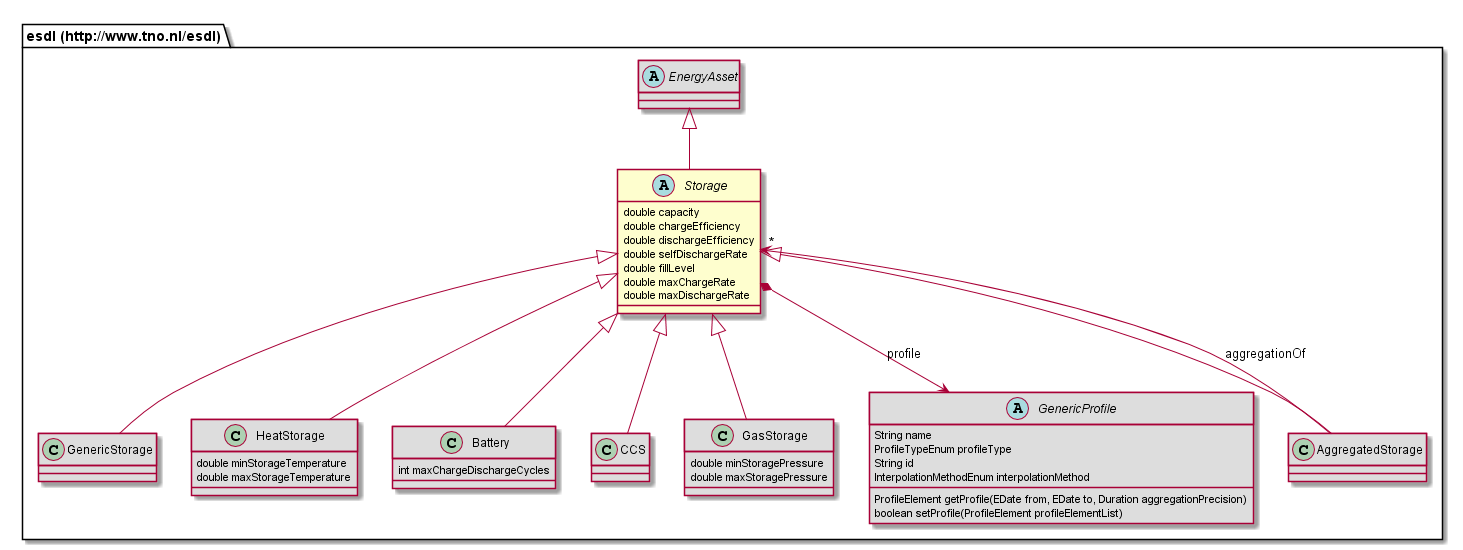 esdl (http://www.tno.nl/esdl)
A EnergyAsset
A Storage
double capacity
double chargeEfficiency
double dischargeEfficiency
double selfDischargeRate
double fillLevel
double maxChargeRate
double maxDischargeRate
*
profile
aggregationOf
C GenericStorage
C HeatStorage
double minStorageTemperature
double maxStorageTemperature
C Battery
int maxChargeDischargeCycles
C CCS
C GasStorage
double minStoragePressure
double maxStoragePressure
A GenericProfile
String name
ProfileTypeEnum profileType
String id
InterpolationMethodEnum interpolationMethod
ProfileElement getProfile(EDate from, EDate to, Duration aggregationPrecision)
boolean setProfile(ProfileElement profileElementList)
C AggregatedStorage